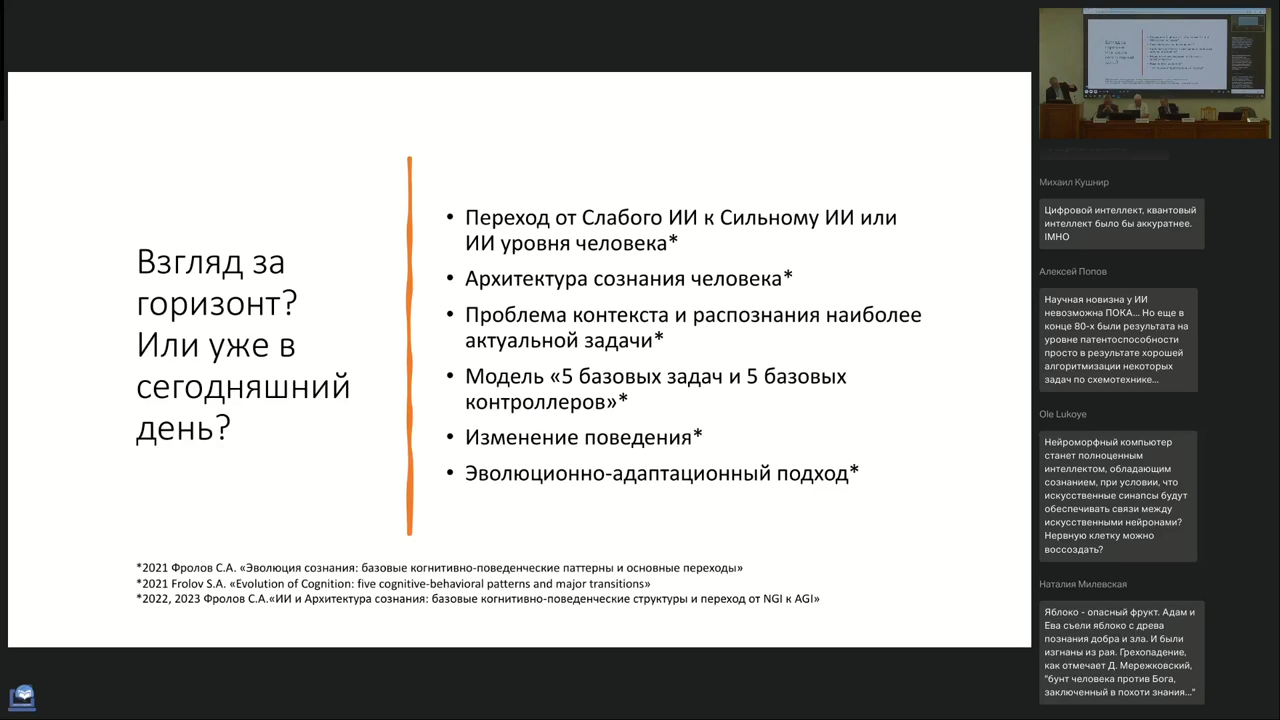 Взгляд за
горизонт?
Или уже в
сегодняшний
день?
• Переход от Слабого ИИ к Сильному ИИ или
ИИ уровня человека*
• Архитектура сознания человека*
• Проблема контекста и распознания наиболее
актуальной задачи*
• Модель «5 базовых задач и 5 базовых
контроллеров»*
• Изменение поведения*
• Эволюционно-адаптационный подход*
*2021 Фролов С.А. «Эволюция сознания: базовые когнитивно-поведенческие паттерны и основные переходы»
*2021 Frolov S.A. «Evolution of Cognition: five cognitive-behavioral patterns and major transitions»
*2022, 2023 Фролов С.А.«ИИ и Архитектура сознания: базовые когнитивно-поведенческие структуры и переход от NGI к AGI»
Михаил Кушнир
Цифровой интеллект, квантовый
интеллект было бы аккуратнее.
IMHO
Алексей Попов
Научная новизна у ИИ
невозможна ПОКА... Но еще в
конце 80-х были результата на
уровне патентоспособности
просто в результате хорошей
алгоритмизации некоторых
задач по схемотехнике...
Ole Lukoye
Нейроморфный компьютер
станет полноценным
интеллектом, обладающим
сознанием, при условии, что
искусственные синапсы будут
обеспечивать связи между
искусственными нейронами?
Нервную клетку можно
воссоздать?
Наталия Милевская
Яблоко - опасный фрукт. Адам и
Ева съели яблоко с древа
познания добра и зла. И были
изгнаны из рая. Грехопадение,
как отмечает Д. Мережковский,
"бунт человека против Бога,
заключенный в похоти знания..."